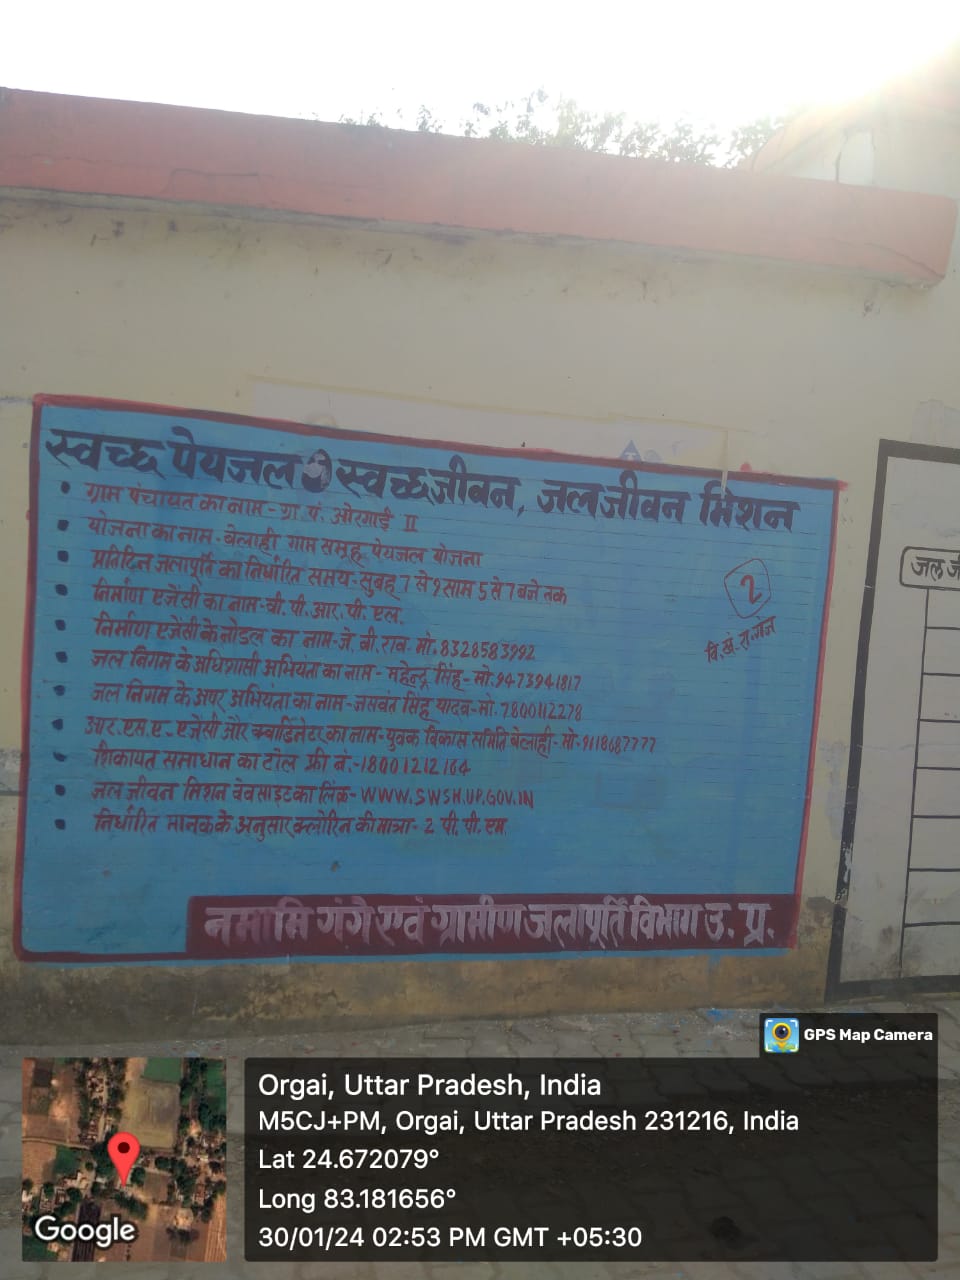 स्वच्छ पेयजल स्वच्छ जीवन, जल जीवन मिशन
• ग्राम पंचायत का नाम - ग्रा. पं. ओरगाई II
• योजना का नाम - बेलाही ग्राम समूह पेयजल योजना
• प्रतिदिन जलापूर्ति का निर्धारित समय - सुबह 7 से 9 साम 5 से 7 बजे तक
• निर्माण एजेंसी का नाम - वी. पी. आर. पी. एल.
• निर्माण एजेंसी के नोडल का नाम - जे. बी. राव. मो. 8328583992
• जल निगम के अधिशासी अभियंता का नाम - महेन्द्र सिंह - मो. 9473941817
• जल निगम के अपर अभियंता का नाम - जसवंत सिंह यादव - मो. 7800112278
• आर. एस. ए. एजेंसी और क्वार्डिनेटर का नाम - युवक विकास समिति बेलाही - मो - 9118687777
• शिकायत समाधान का टोल फ्री नं. - 18001212164
• जल जीवन मिशन वेबसाइट का लिंक - WWW.SWSM.UP.GOV.IN
• निर्धारित मानक के अनुसार क्लोरिन की मात्रा - 2 पी. पी. एम.
2
वि. खं. रा. गंज
नमामि गंगे एवं ग्रामीण जलापूर्ति विभाग उ. प्र.
जल जी
GPS Map Camera
Google
Orgai, Uttar Pradesh, India
M5CJ+PM, Orgai, Uttar Pradesh 231216, India
Lat 24.672079°
Long 83.181656°
30/01/24 02:53 PM GMT +05:30